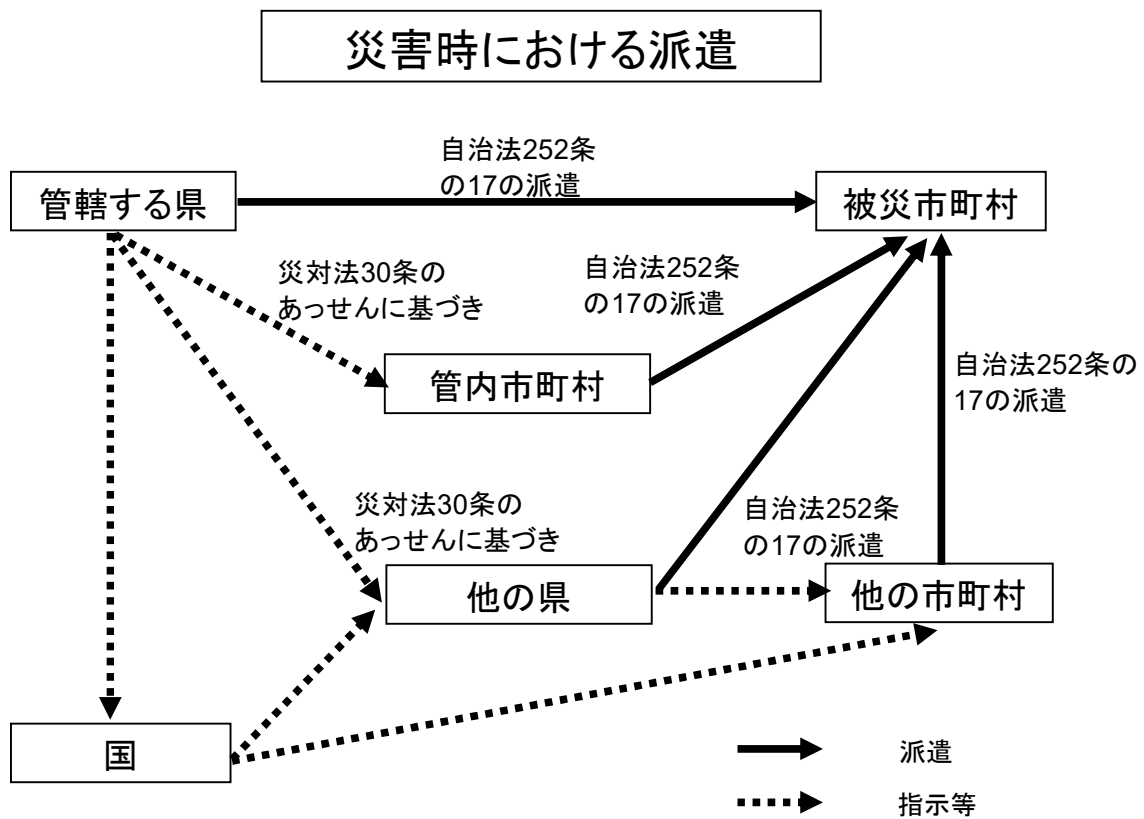 災害時における派遣
自治法252条
の17の派遣
管轄する県
被災市町村
災対法30条の
あっせんに基づき
自治法252条
の17の派遣
管内市町村
自治法252条の
17の派遣
災対法30条の
あっせんに基づき
自治法252条
の17の派遣
他の県
他の市町村
国
派遣
指示等